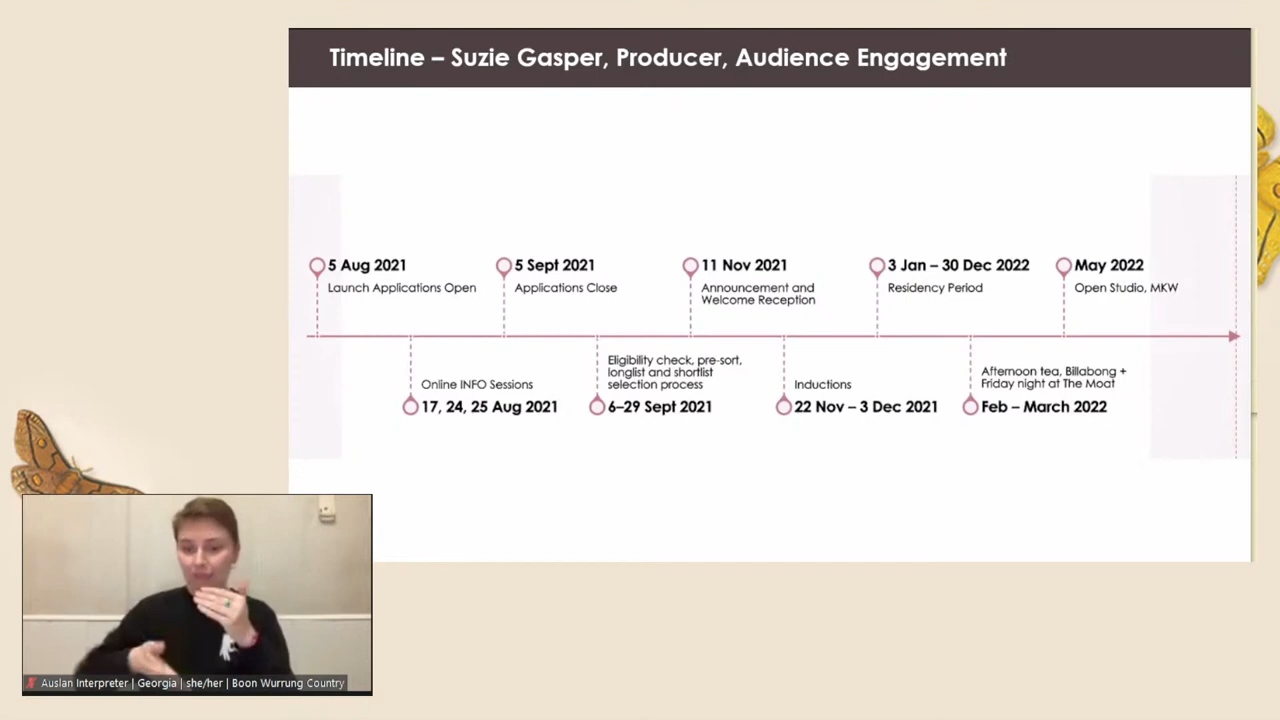 Timeline – Suzie Gasper, Producer, Audience Engagement
5 Aug 2021
Launch Applications Open
5 Sept 2021
Applications Close
11 Nov 2021
Announcement and
Welcome Reception
3 Jan – 30 Dec 2022
Residency Period
May 2022
Open Studio, MKW
Online INFO Sessions
17, 24, 25 Aug 2021
Eligibility check, pre-sort,
longlist and shortlist
selection process
6–29 Sept 2021
Inductions
22 Nov – 3 Dec 2021
Afternoon tea, Billabong +
Friday night at The Moat
Feb – March 2022
Auslan Interpreter | Georgia | she/her | Boon Wurrung Country